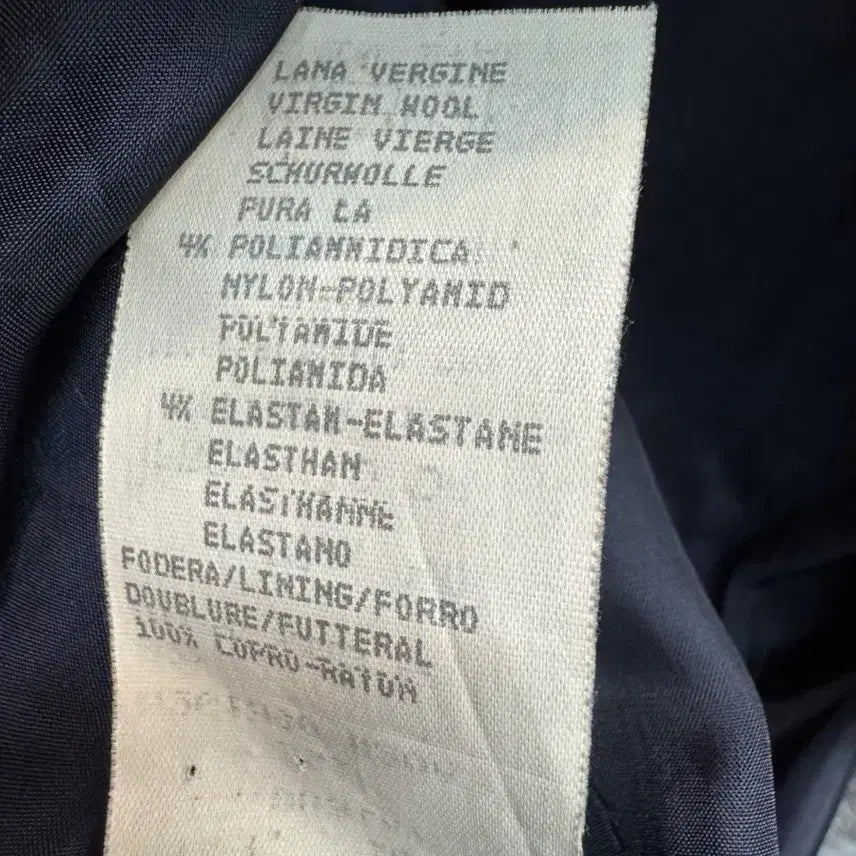 LANA VERGINE
VIRGIN WOOL
LAINE VIERGE
SCHURWOLLE
PURA LA
4% POLIAMMIDICA
NYLON-POLYAMID
POLYAMIDE
POLIAMIDA
4% ELASTAN-ELASTANE
ELASTHAN
ELASTHANNE
ELASTANO
FODERA/LINING/FORRO
DOUBLURE/FUTTERAL
100% CUPRO-RAYON